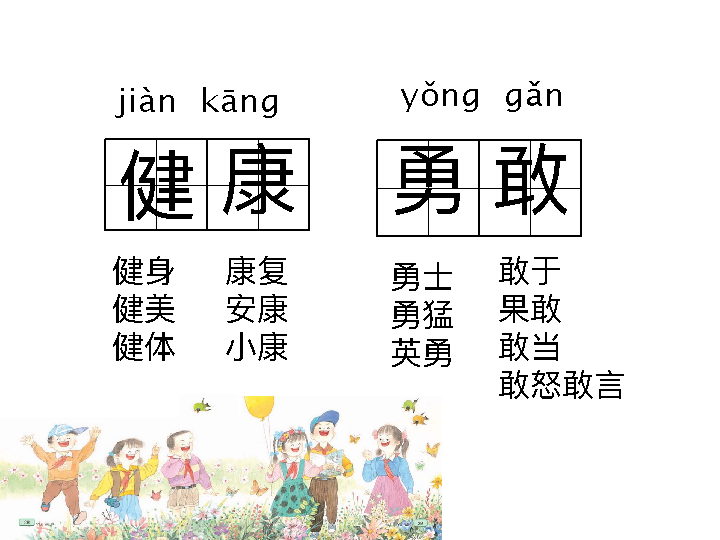 jiàn kāng
yǒng gǎn
健康
勇敢
健身
健美
健体
康复
安康
小康
勇士
勇猛
英勇
敢于
果敢
敢当
敢怒敢言